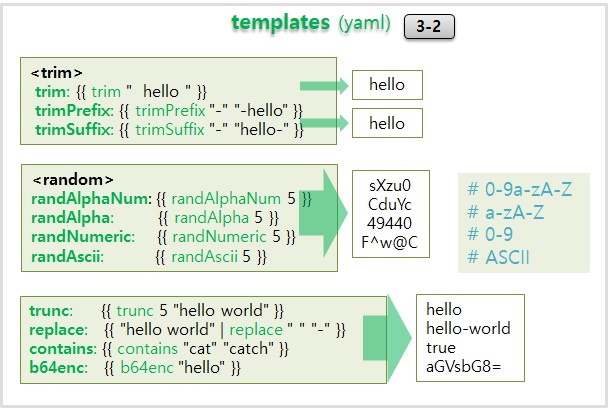 templates (yaml) 3-2
<trim>
trim: {{ trim " hello " }}
trimPrefix: {{ trimPrefix "-" "-hello" }}
trimSuffix: {{ trimSuffix "-" "hello-" }}
hello
hello
<random>
randAlphaNum: {{ randAlphaNum 5 }}
randAlpha: {{ randAlpha 5 }}
randNumeric: {{ randNumeric 5 }}
randAscii: {{ randAscii 5 }}
sXzu0
CduYc
49440
F^w@C
# 0-9a-zA-Z
# a-zA-Z
# 0-9
# ASCII
trunc: {{ trunc 5 "hello world" }}
replace: {{ "hello world" | replace " " "-" }}
contains: {{ contains "cat" "catch" }}
b64enc: {{ b64enc "hello" }}
hello
hello-world
true
aGVsbG8=